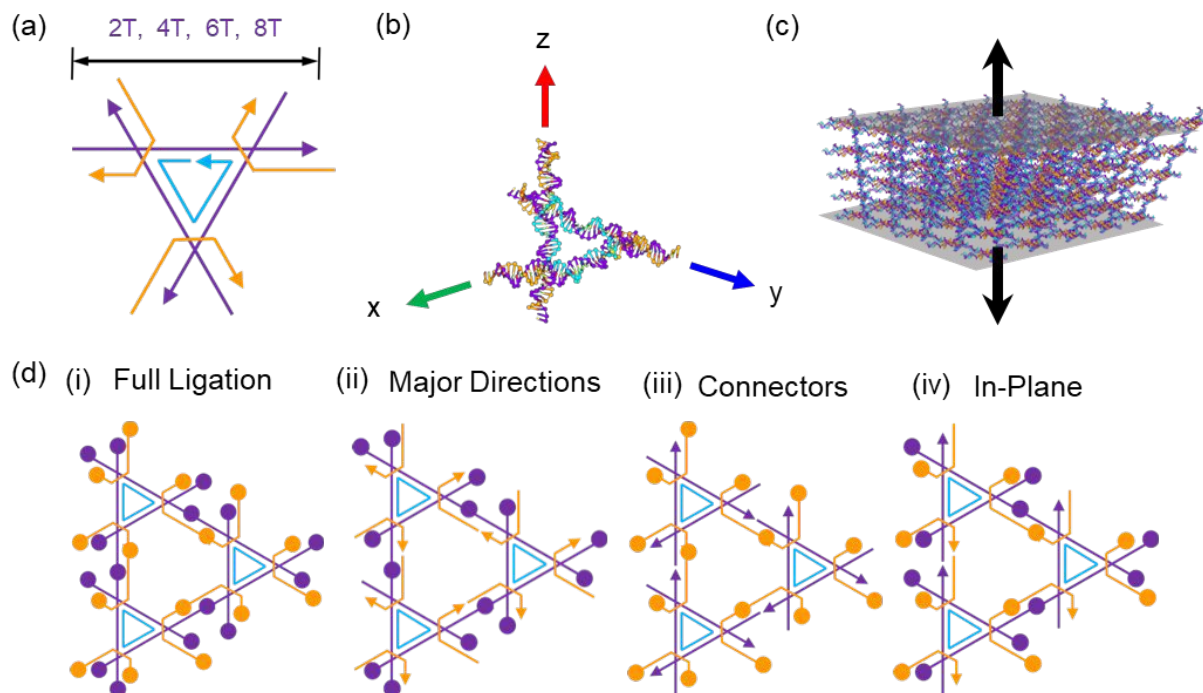 (a)
2T, 4T, 6T, 8T
(b)
z
x
y
(c)
(d) (i) Full Ligation (ii) Major Directions (iii) Connectors (iv) In-Plane